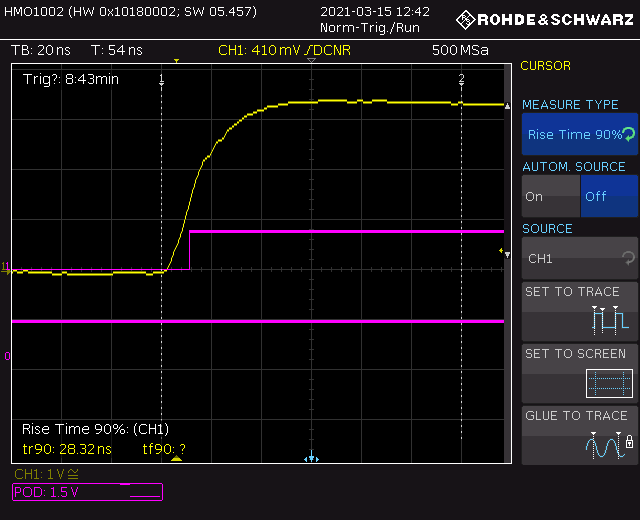 HMO1002 (HW 0x10180002; SW 05.457)
2021-03-15 12:42
Norm-Trig./Run
ROHDE&SCHWARZ
TB: 20 ns T: 54 ns CH1: 410 mV / DCNR 500 MSa
CURSOR
Trig?: 8:43min
1
2
MEASURE TYPE
Rise Time 90%
AUTOM. SOURCE
On
Off
SOURCE
CH1
SET TO TRACE
SET TO SCREEN
GLUE TO TRACE
0
Rise Time 90%: (CH1)
tr90: 28.32ns tf90: ?
CH1: 1 V ≅
POD: 1.5 V